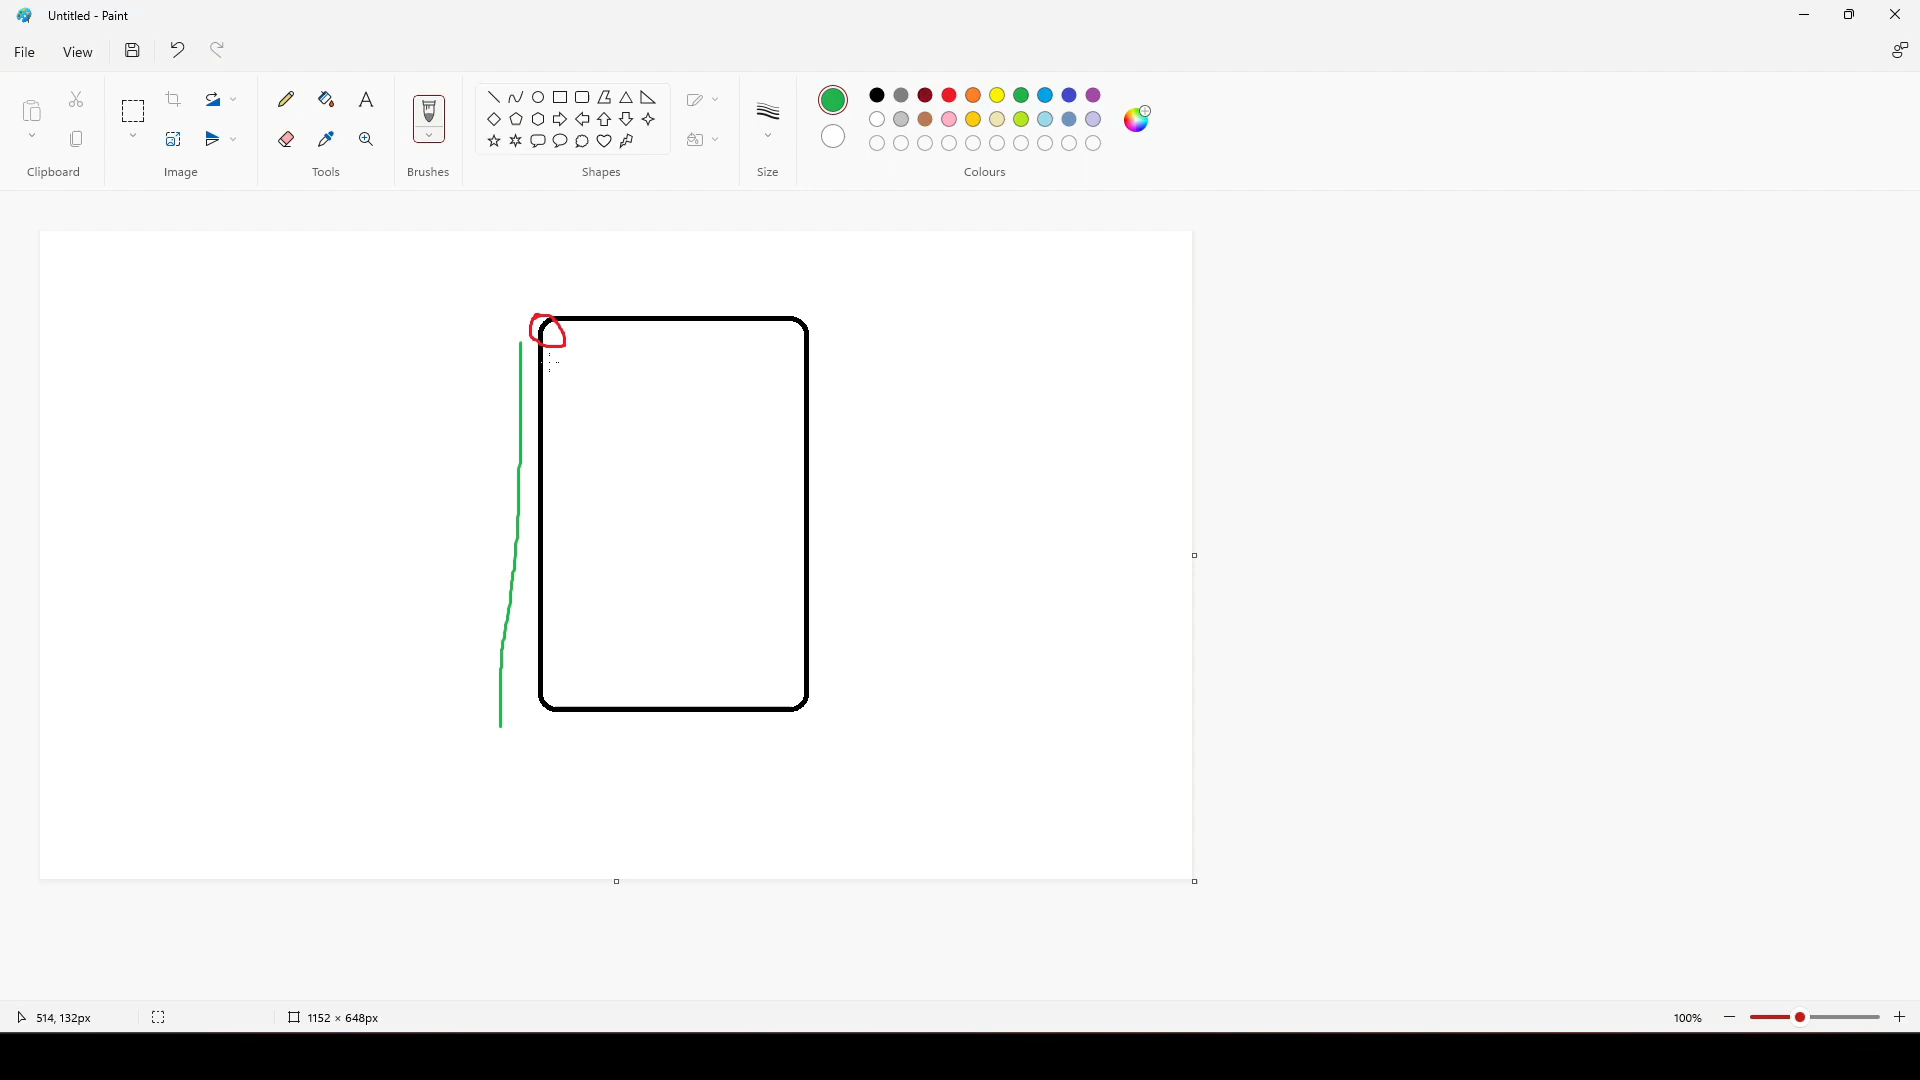 Untitled - Paint
File View
Clipboard Image Tools Brushes Shapes Size Colours
514, 132px 1152 × 648px 100%